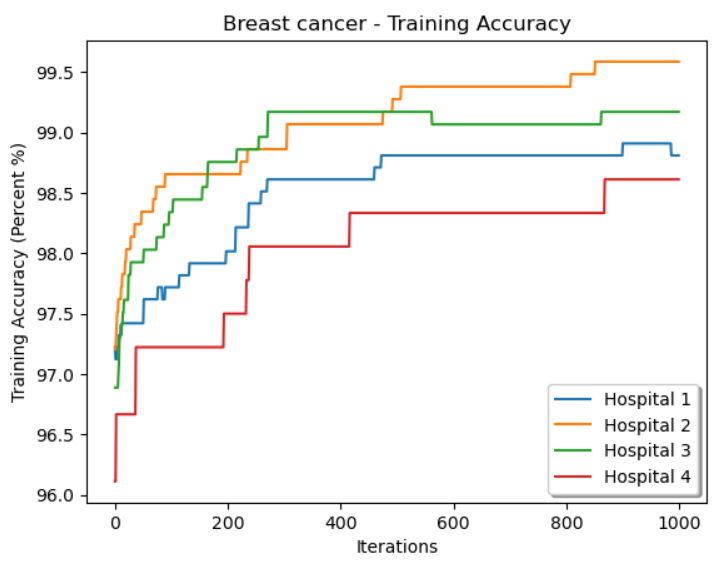 Breast cancer - Training Accuracy
Training Accuracy (Percent %)
99.5
99.0
98.5
98.0
97.5
97.0
96.5
96.0
Hospital 1
Hospital 2
Hospital 3
Hospital 4
0 200 400 600 800 1000
Iterations